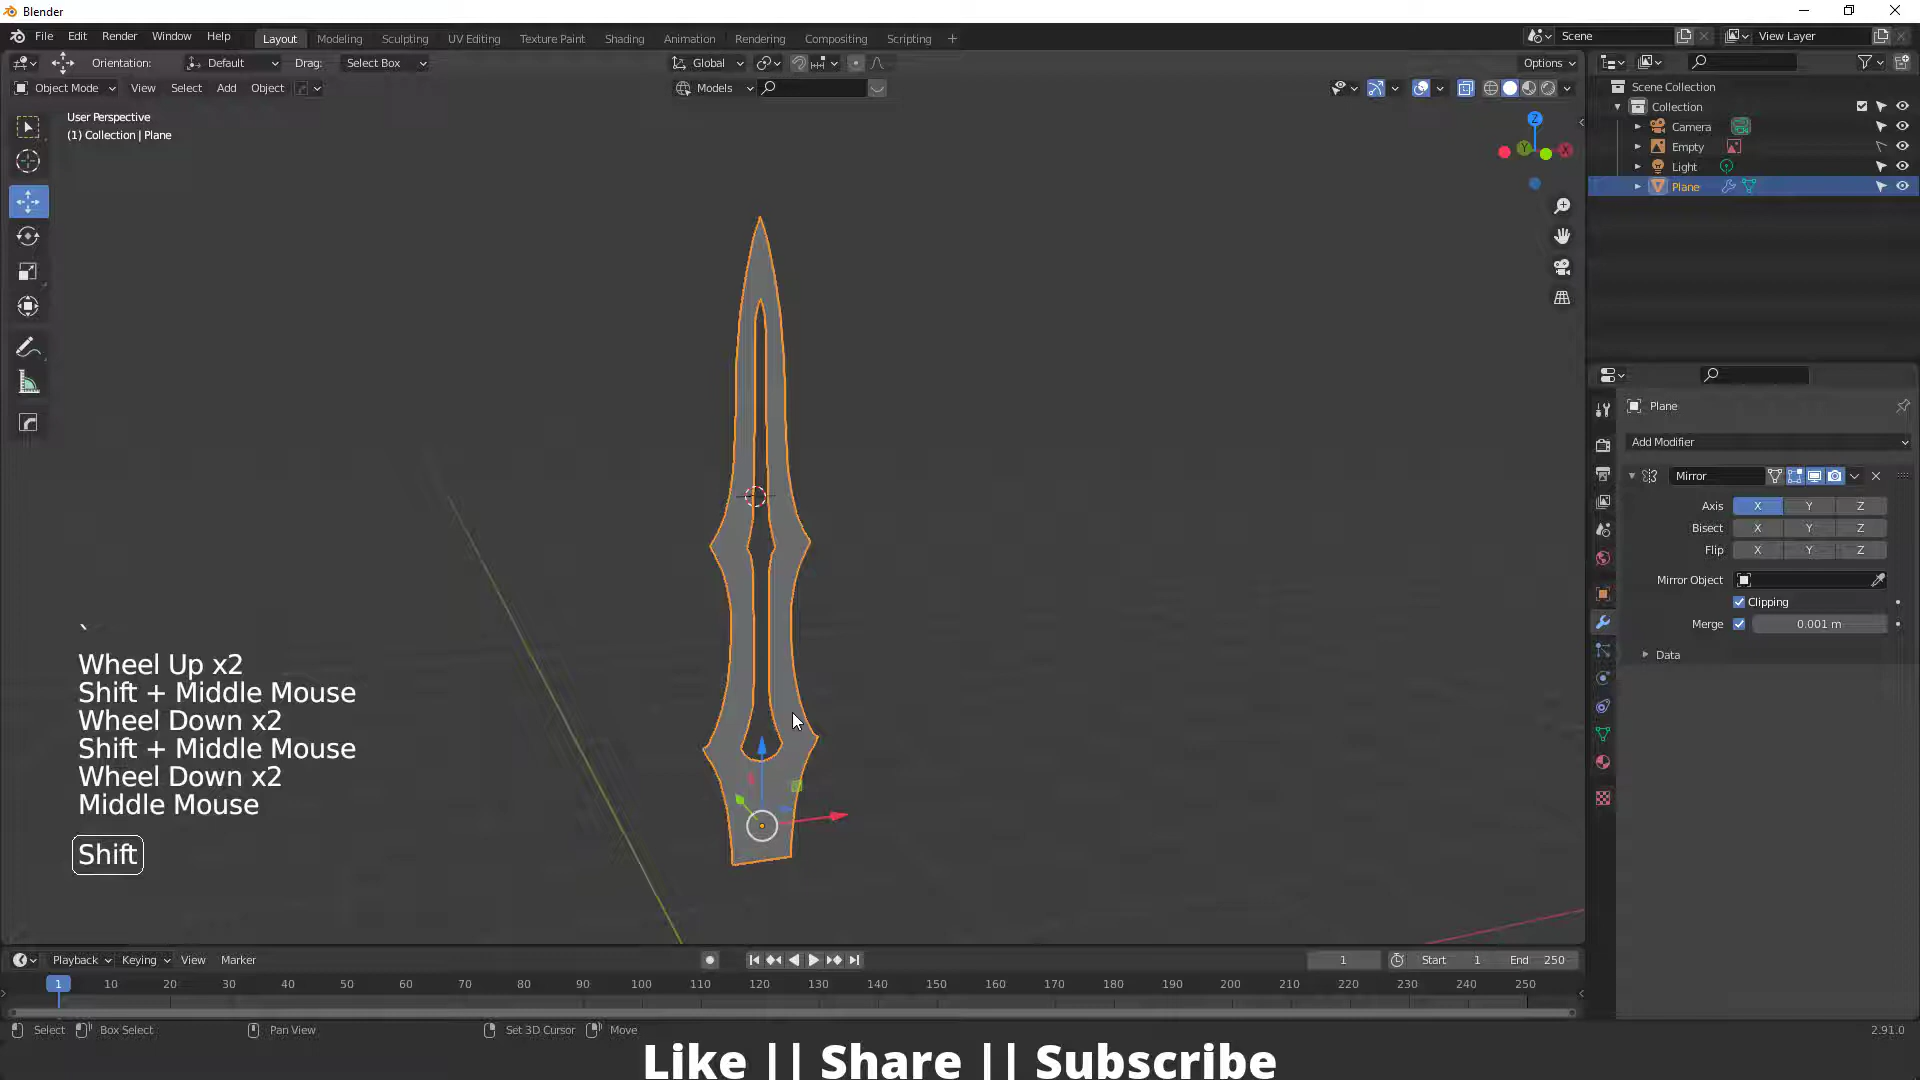 Blender
File Edit Render Window Help
Layout Modeling Sculpting UV Editing Texture Paint Shading Animation Rendering Compositing Scripting +
Scene
View Layer
Orientation: Default Drag: Select Box
Global
Options
Object Mode View Select Add Object
Models
User Perspective
(1) Collection | Plane
Z
Y
X
Scene Collection
Collection
Camera
Empty
Light
Plane
Plane
Add Modifier
Mirror
Axis X Y Z
Bisect X Y Z
Flip X Y Z
Mirror Object
Clipping
Merge 0.001 m
Data
`
Wheel Up x2
Shift + Middle Mouse
Wheel Down x2
Shift + Middle Mouse
Wheel Down x2
Middle Mouse
Shift
Playback Keying View Marker
1 Start 1 End 250
1 10 20 30 40 50 60 70 80 90 100 110 120 130 140 150 160 170 180 190 200 210 220 230 240 250
Select Box Select Pan View Set 3D Cursor Move
2.91.0
Like || Share || Subscribe